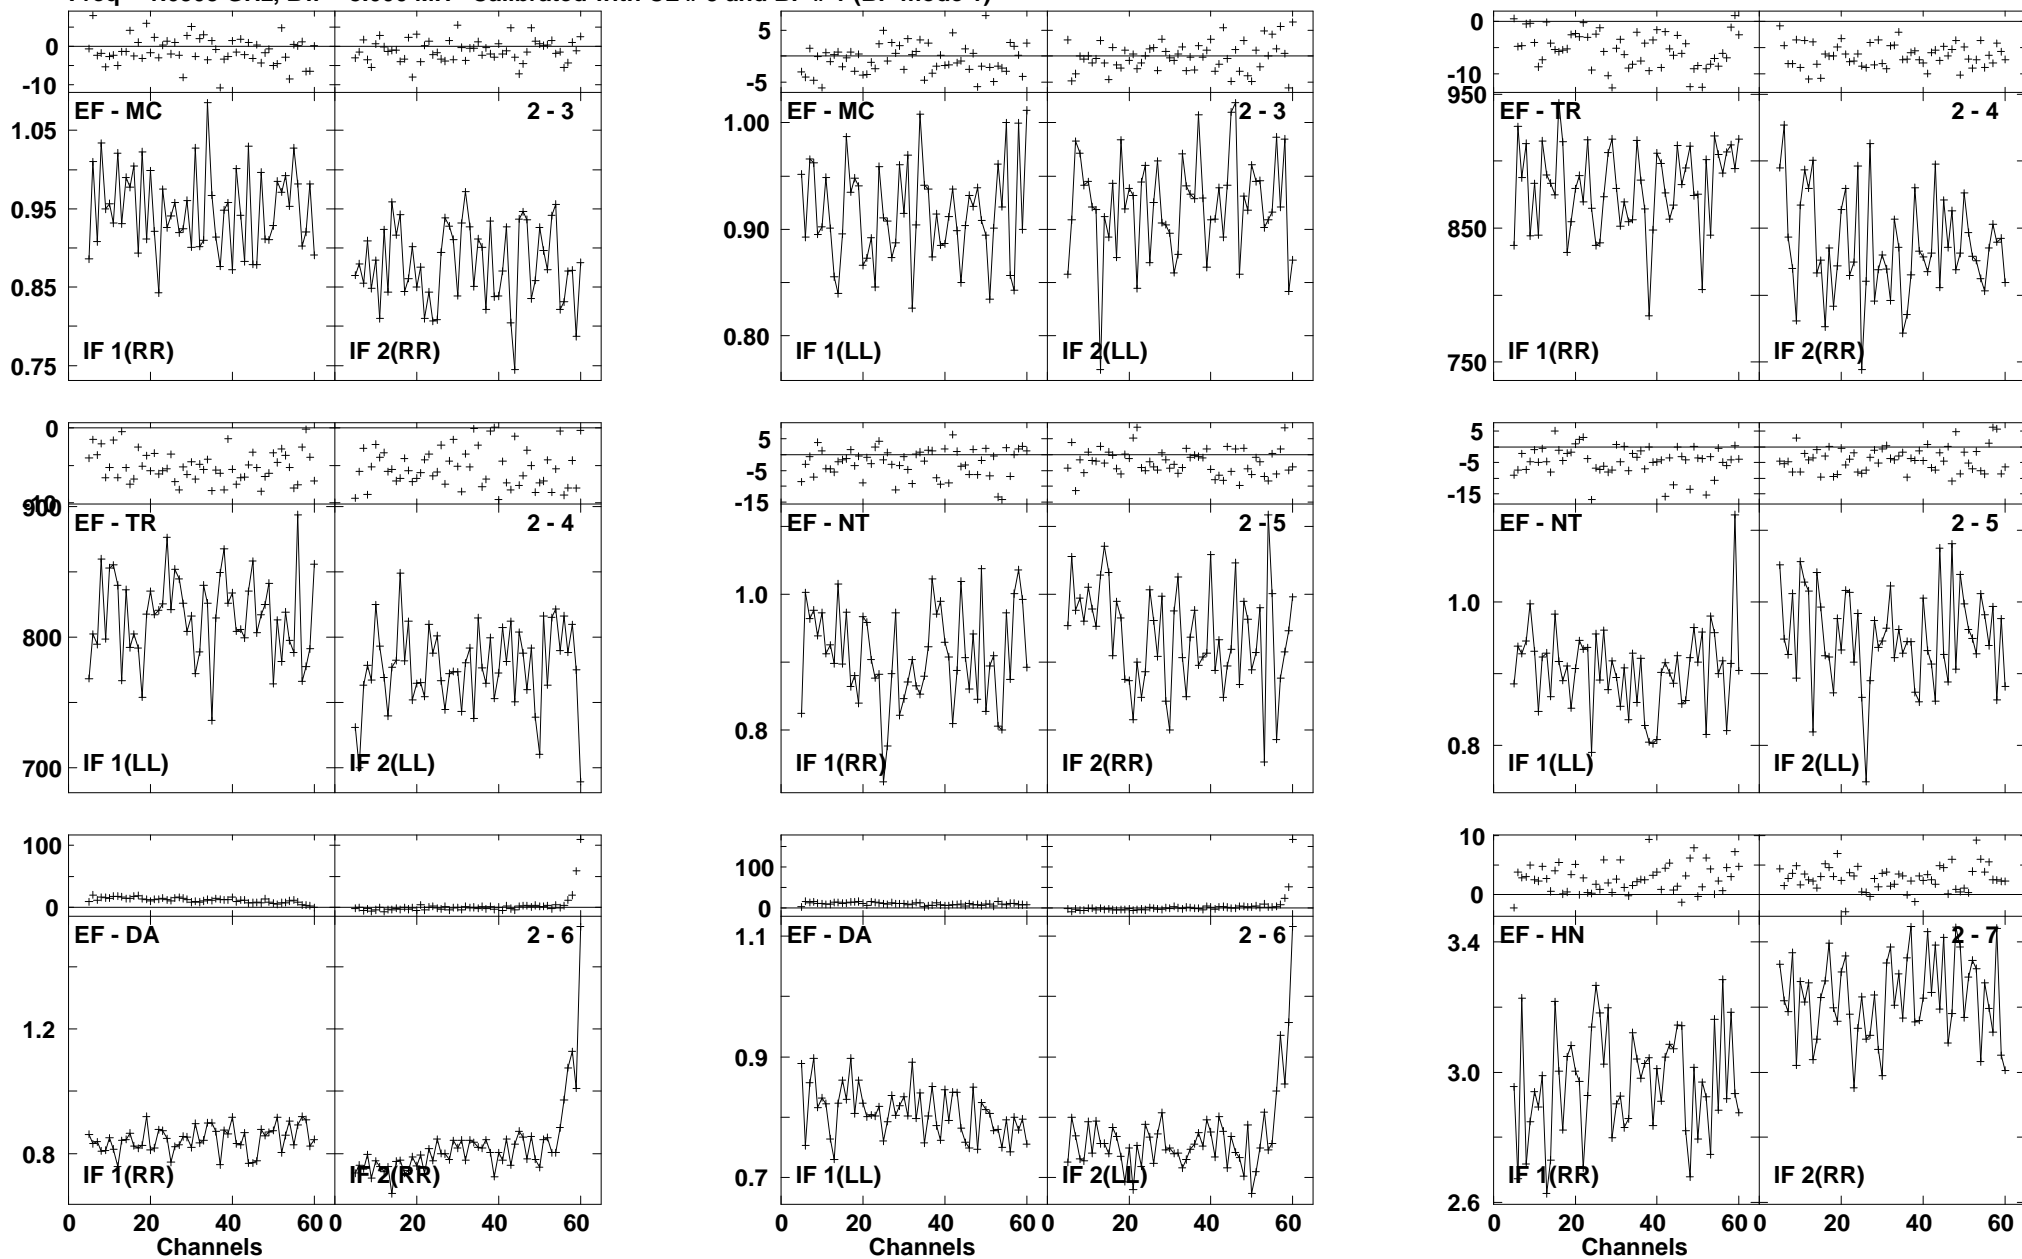 0
-10
1.05
0.95
0.85
0.75
EF - MC
2 - 3
IF 1(RR)
IF 2(RR)
5
-5
1.00
0.90
0.80
EF - MC
2 - 3
IF 1(LL)
IF 2(LL)
0
-10
950
850
750
EF - TR
2 - 4
IF 1(RR)
IF 2(RR)
0
-10
900
800
700
EF - TR
2 - 4
IF 1(LL)
IF 2(LL)
5
-5
-15
1.0
0.8
EF - NT
2 - 5
IF 1(RR)
IF 2(RR)
5
-5
-15
1.0
0.8
EF - NT
2 - 5
IF 1(LL)
IF 2(LL)
100
0
1.2
0.8
EF - DA
2 - 6
IF 1(RR)
IF 2(RR)
0 20 40 60 0 20 40 60
Channels
100
0
1.1
0.9
0.7
EF - DA
2 - 6
IF 1(LL)
IF 2(LL)
0 20 40 60 0 20 40 60
Channels
10
0
3.4
3.0
2.6
EF - HN
2 - 7
IF 1(RR)
IF 2(RR)
0 20 40 60 0 20 40 60
Channels